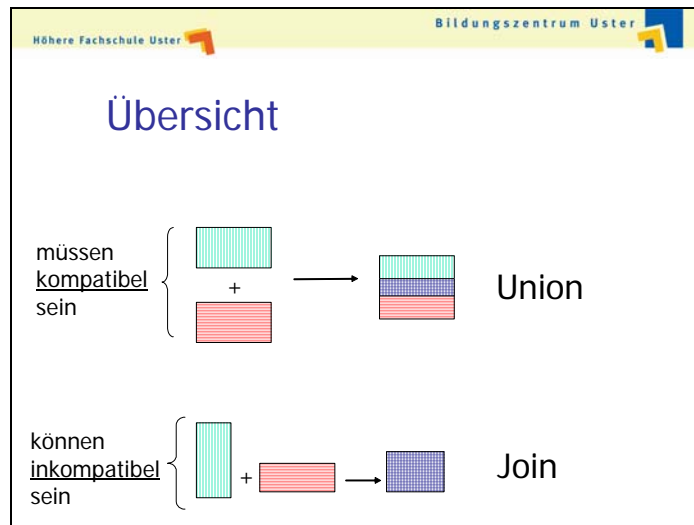 Höhere Fachschule Uster
Bildungszentrum Uster
Übersicht
müssen
kompatibel
sein
+
Union
können
inkompatibel
sein
+
Join